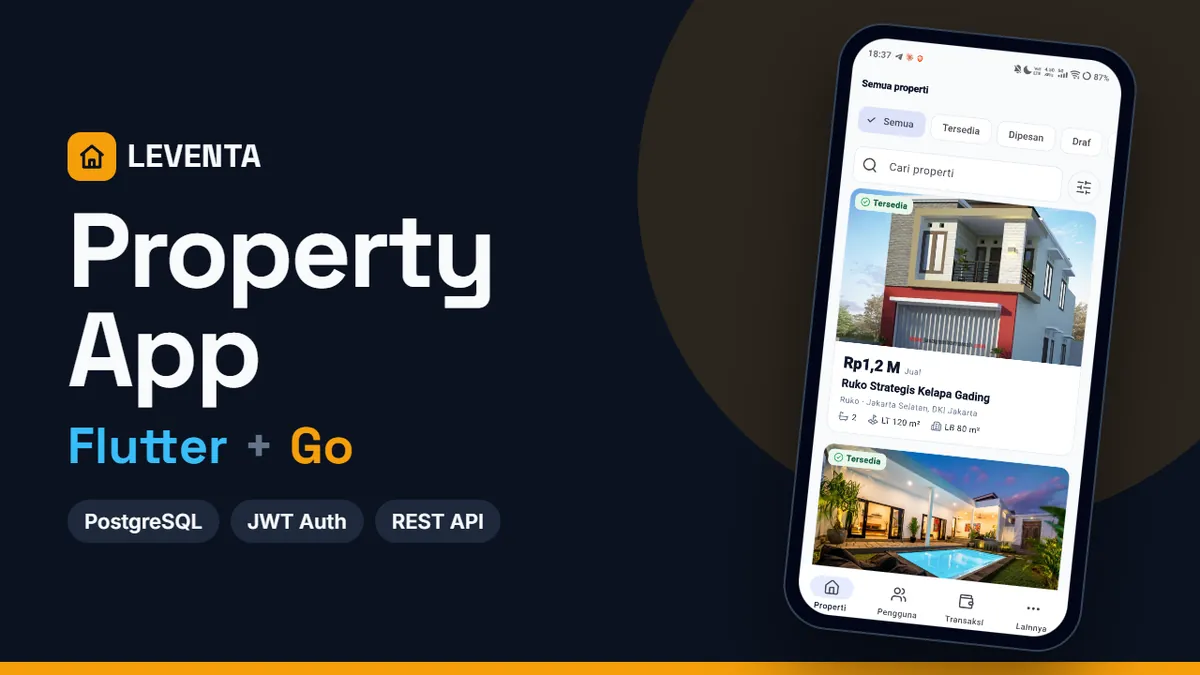 LEVENTA
Property
App
Flutter + Go
PostgreSQL JWT Auth REST API
18:37
87%
Semua properti
Semua Tersedia Dipesan Draf
Cari properti
Tersedia
Rp1,2 M Jual
Ruko Strategis Kelapa Gading
Ruko · Jakarta Selatan, DKI Jakarta
2 LT 120 m² LB 80 m²
Tersedia
Properti Pengguna Transaksi Lainnya